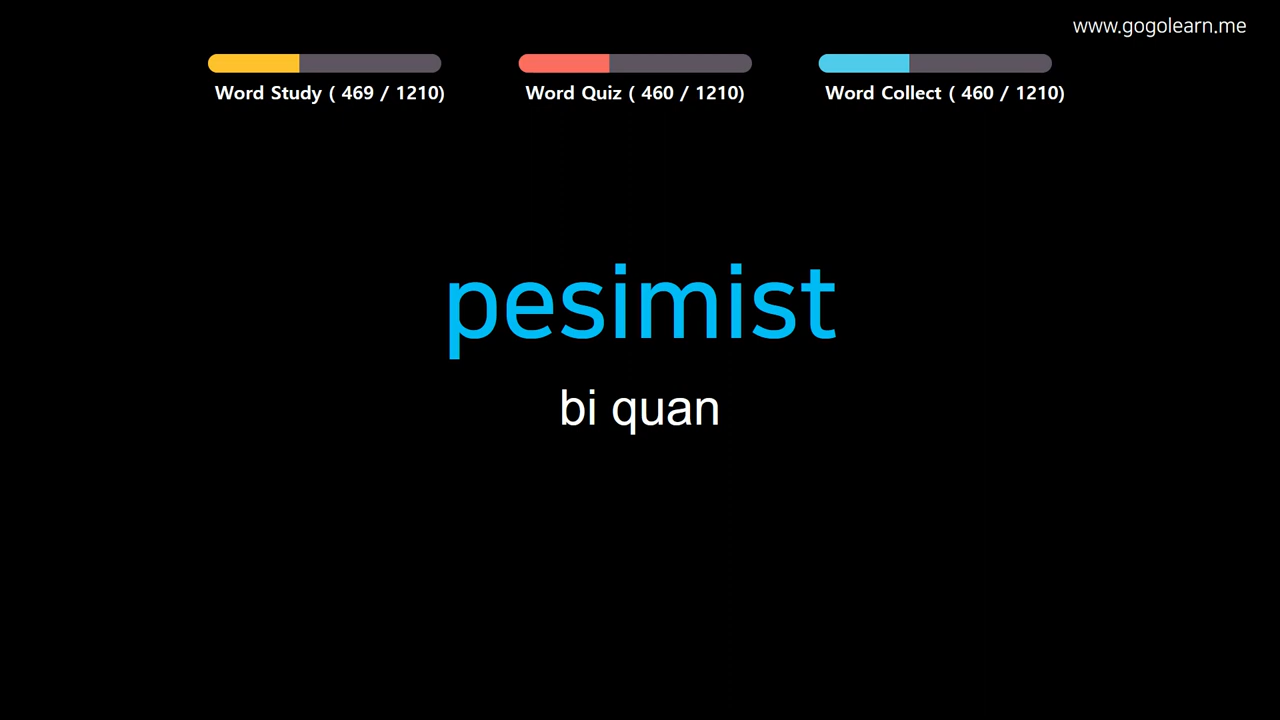 www.gogolearn.me
Word Study ( 469 / 1210)
Word Quiz ( 460 / 1210)
Word Collect ( 460 / 1210)
pesimist
bi quan